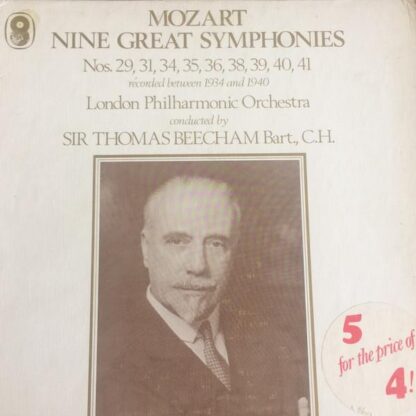 MOZART
NINE GREAT SYMPHONIES
Nos. 29, 31, 34, 35, 36, 38, 39, 40, 41
recorded between 1934 and 1940
London Philharmonic Orchestra
conducted by
SIR THOMAS BEECHAM Bart., C.H.
5
for the price of
4!